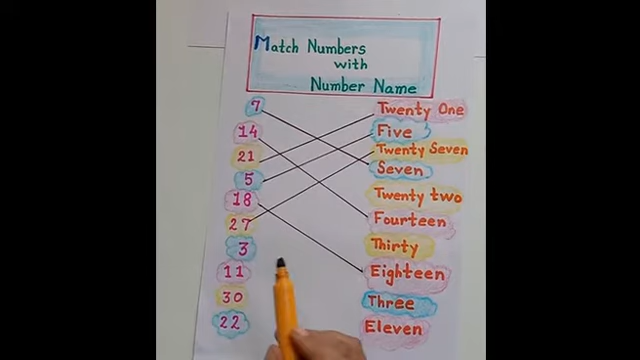 Match Numbers
with
Number Name
7 Twenty One
14 Five
21 Twenty Seven
5 Seven
18 Twenty two
27 Fourteen
3 Thirty
11 Eighteen
30 Three
22 Eleven